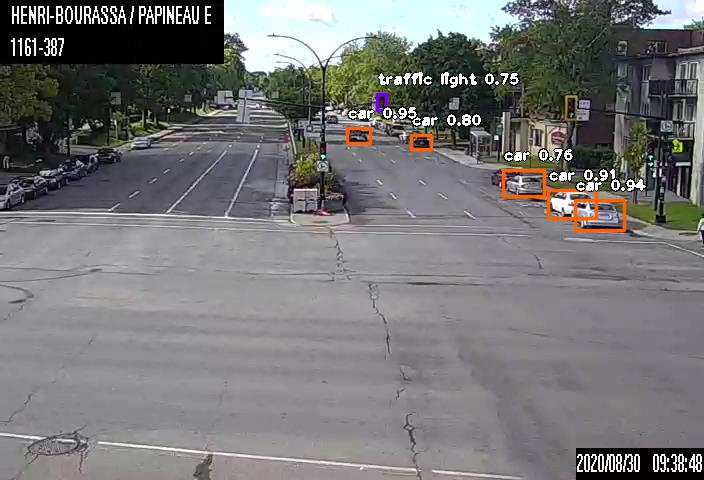 HENRI-BOURASSA / PAPINEAU E
1161-387
traffic light 0.75
car 0.95
car 0.80
car 0.76
car 0.91
car 0.94
2020/08/30 09:38:48